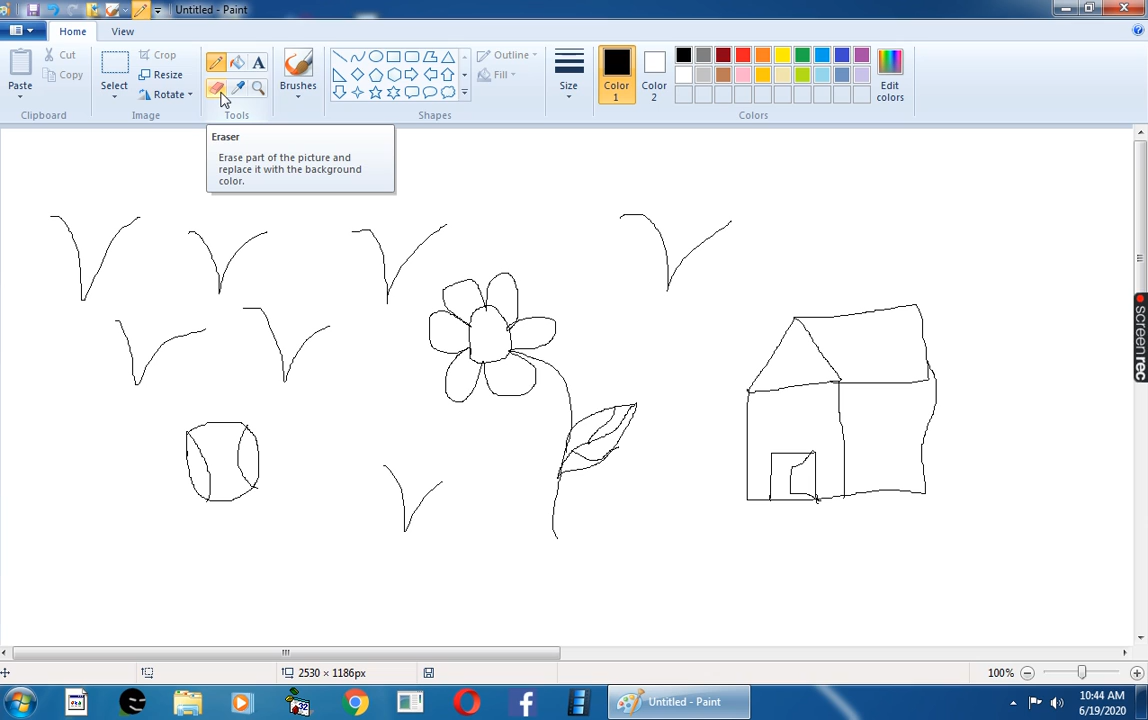 Untitled - Paint
Home View
Paste
Cut
Copy
Clipboard
Select
Crop
Resize
Rotate
Image
A
Tools
Brushes
Shapes
Outline
Fill
Size
Color 1
Color 2
Edit colors
Colors
Eraser
Erase part of the picture and
replace it with the background
color.
screenrec
2530 × 1186px
100%
32
Untitled - Paint
10:44 AM
6/19/2020